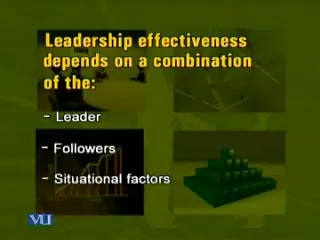 Leadership effectiveness
depends on a combination
of the:
- Leader
- Followers
- Situational factors
VU